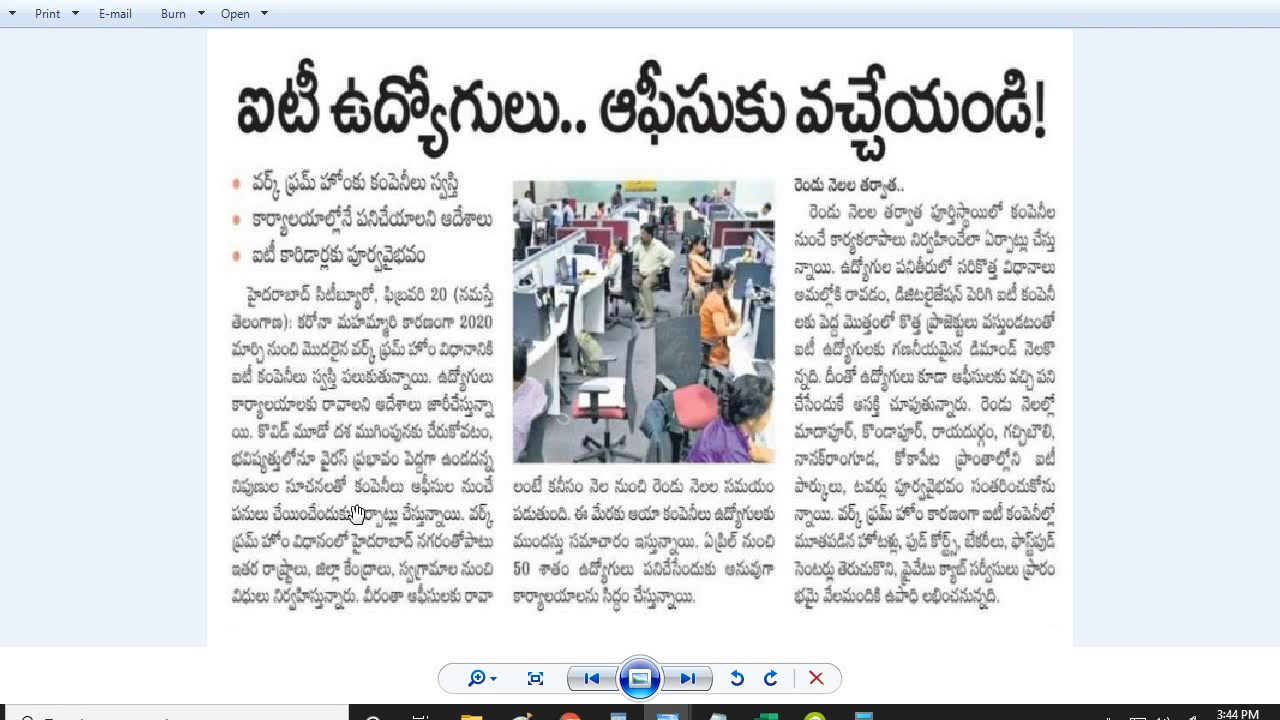 Print
E-mail
Burn
Open
ఐటీ ఉద్యోగులు.. ఆఫీసుకు వచ్చేయండి!
వర్క్ ఫ్రమ్ హోంకు కంపెనీలు స్వస్తి
కార్యాలయాల్లోనే పనిచేయాలని ఆదేశాలు
ఐటీ కారిడార్లకు పూర్వవైభవం
హైదరాబాద్ సిటీబ్యూరో, ఫిబ్రవరి 20 (నమస్తే
తెలంగాణ): కరోనా మహమ్మారి కారణంగా 2020
మార్చి నుంచి మొదలైన వర్క్ ఫ్రమ్ హోం విధానానికి
ఐటీ కంపెనీలు స్వస్తి పలుకుతున్నాయి. ఉద్యోగులు
కార్యాలయాలకు రావాలని ఆదేశాలు జారీచేస్తున్నా
యి. కొవిడ్ మూడో దశ ముగింపునకు చేరుకోవటం,
భవిష్యత్తులోనూ వైరస్ ప్రభావం పెద్దగా ఉండదన్న
నిపుణుల సూచనలతో కంపెనీలు ఆఫీసుల నుంచే
పనులు చేయించేందుకు చేస్తున్నాయి. వర్క్
ఫ్రమ్ హోం విధానంలో హైదరాబాద్ నగరంతోపాటు
ఇతర రాష్ట్రాలు, జిల్లా కేంద్రాలు, స్వగ్రామాల నుంచి
విధులు నిర్వహిస్తున్నారు. వీరంతా ఆఫీసులకు రావా
లంటే కనీసం నెల నుంచి రెండు నెలల సమయం
పడుతుంది. ఈ మేరకు ఆయా కంపెనీలు ఉద్యోగులకు
ముందస్తు సమాచారం ఇస్తున్నాయి. ఏప్రిల్ నుంచి
50 శాతం ఉద్యోగులు పనిచేసేందుకు అనువుగా
కార్యాలయాలను సిద్ధం చేస్తున్నాయి.
రెండు నెలల తర్వాత..
రెండు నెలల తర్వాత పూర్తిస్థాయిలో కంపెనీల
నుంచే కార్యకలాపాలు నిర్వహించేలా ఏర్పాట్లు చేస్తు
న్నాయి. ఉద్యోగుల పనితీరులో సరికొత్త విధానాలు
అమల్లోకి రావడం, డిజిటలైజేషన్ పెరిగి ఐటీ కంపెనీ
లకు పెద్ద మొత్తంలో కొత్త ప్రాజెక్టులు వస్తుండటంతో
ఐటీ ఉద్యోగులకు గణనీయమైన డిమాండ్ నెలకొ
న్నది. దీంతో ఉద్యోగులు కూడా ఆఫీసులకు వచ్చి పని
చేసేందుకే ఆసక్తి చూపుతున్నారు. రెండు నెలల్లో
మాదాపూర్, కొండాపూర్, రాయదుర్గం, గచ్చిబౌలి,
నానక్‌రాంగూడ, కోకాపేట ప్రాంతాల్లోని ఐటీ
పార్కులు, టవర్లు పూర్వవైభవం సంతరించుకోను
న్నాయి. వర్క్ ఫ్రమ్ హోం కారణంగా ఐటీ కంపెనీల్లో
మూతపడిన హోటళ్లు, ఫుడ్ కోర్ట్స్, బేకరీలు, ఫాస్ట్‌ఫుడ్
సెంటర్లు తెరుచుకొని, ప్రైవేటు క్యాబ్ సర్వీసులు ప్రారం
భమై వేలమందికి ఉపాధి లభించనున్నది.
3:44 PM